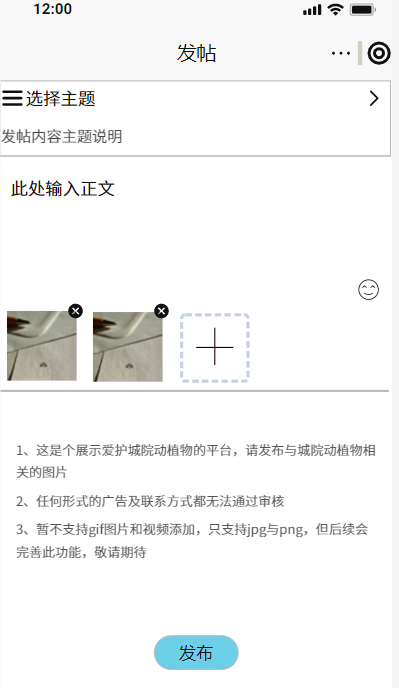 12:00
发帖
选择主题
发帖内容主题说明
此处输入正文
1、这是个展示爱护城院动植物的平台，请发布与城院动植物相
关的图片
2、任何形式的广告及联系方式都无法通过审核
3、暂不支持gif图片和视频添加，只支持jpg与png，但后续会
完善此功能，敬请期待
发布